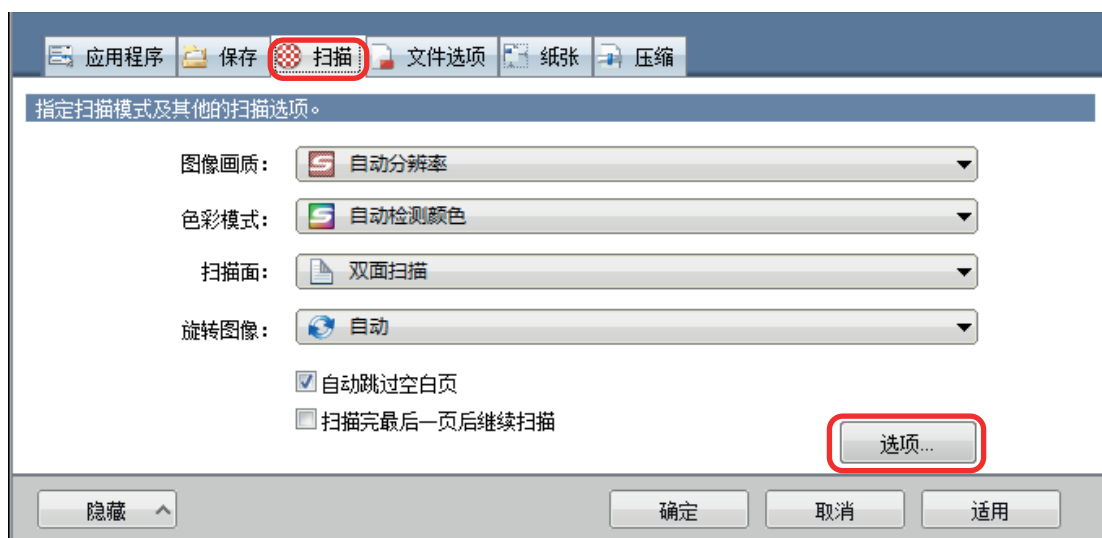 应用程序 保存 扫描 文件选项 纸张 压缩
指定扫描模式及其他的扫描选项。
图像画质: 自动分辨率
色彩模式: 自动检测颜色
扫描面: 双面扫描
旋转图像: 自动
自动跳过空白页
扫描完最后一页后继续扫描
选项...
隐藏 确定 取消 适用